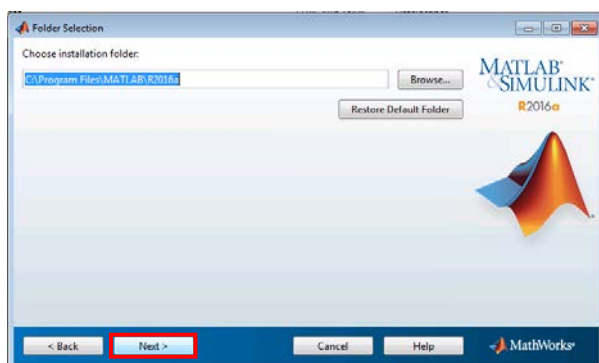 Folder Selection
Choose installation folder:
C:\Program Files\MATLAB\R2016a
Browse...
Restore Default Folder
MATLAB®
&SIMULINK®
R2016a
< Back
Next >
Cancel
Help
MathWorks®